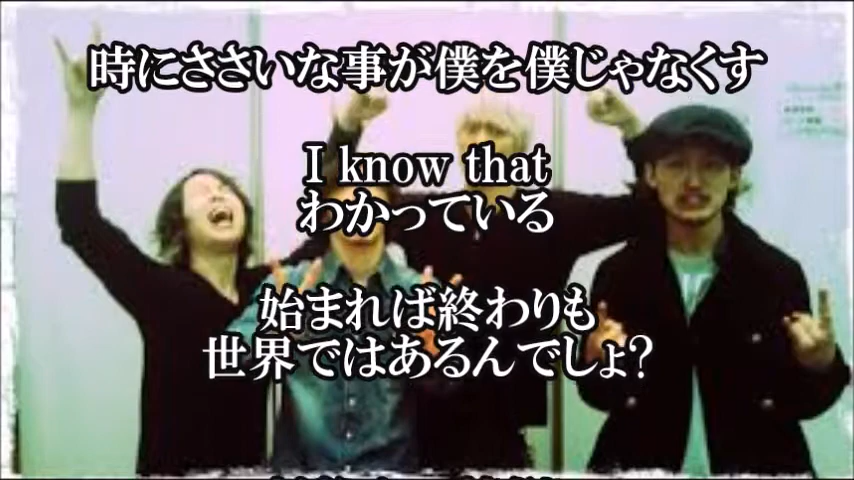 時にささいな事が僕を僕じゃなくす
I know that
わかっている
始まれば終わりも
世界ではあるんでしょ?